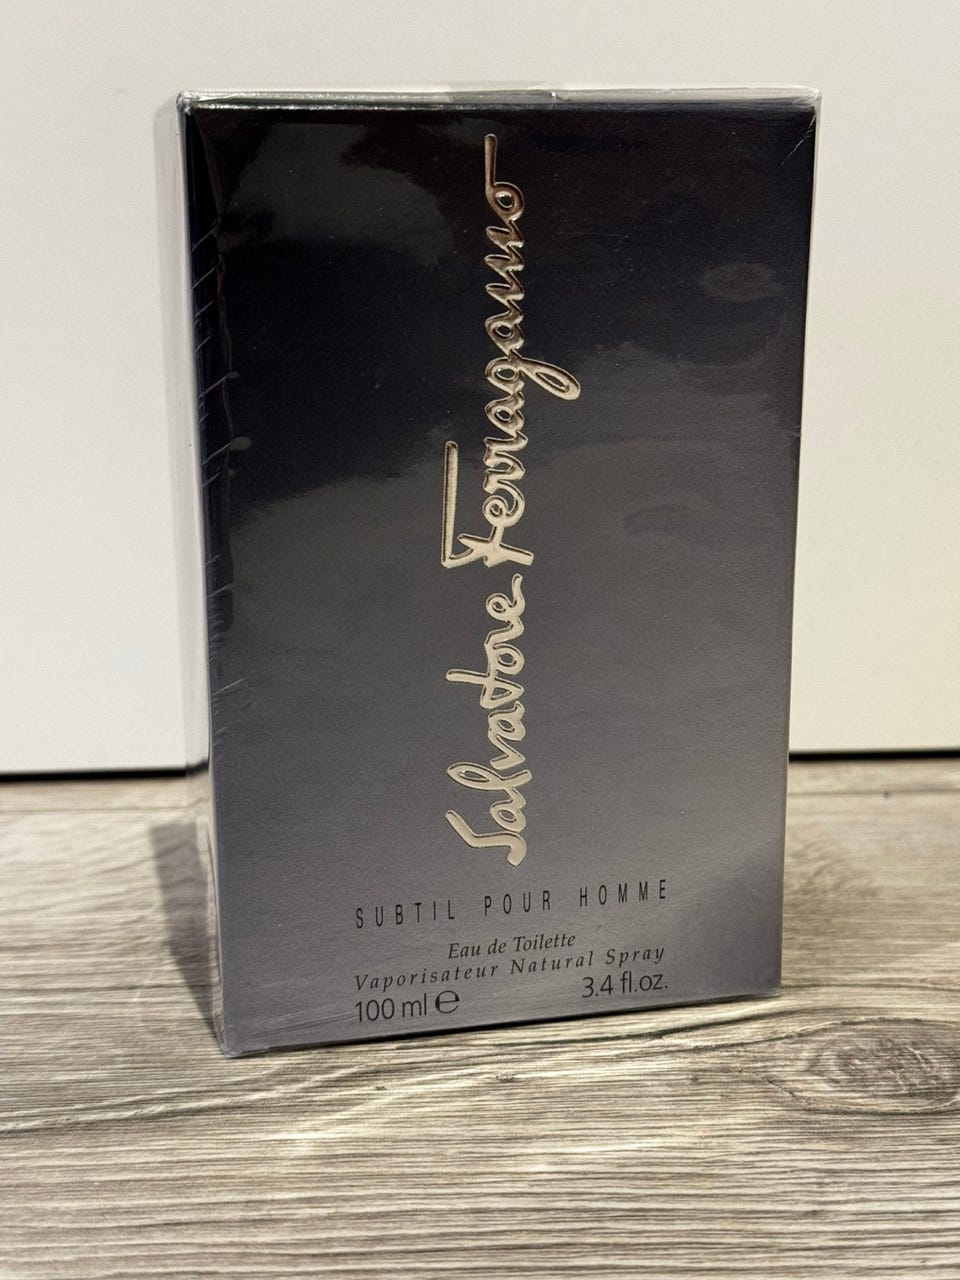 Salvatore Ferragamo
SUBTIL POUR HOMME
Eau de Toilette
Vaporisateur Natural Spray
100 ml ℮ 3.4 fl.oz.